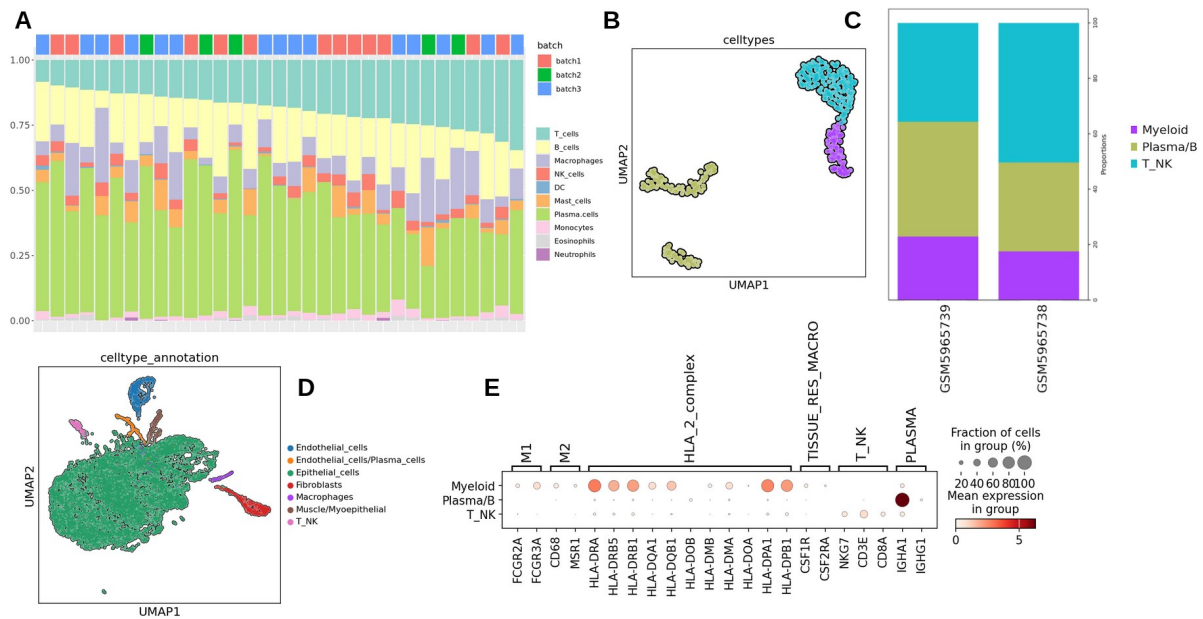 A
batch
batch1
batch2
batch3
1.00
0.75
0.50
0.25
0.00
T_cells
B_cells
Macrophages
NK_cells
DC
Mast_cells
Plasma.cells
Monocytes
Eosinophils
Neutrophils
B
celltypes
UMAP2
UMAP1
C
100
80
60
40
20
0
Proportions
GSM5965739
GSM5965738
Myeloid
Plasma/B
T_NK
celltype_annotation
D
UMAP2
UMAP1
Endothelial_cells
Endothelial_cells/Plasma_cells
Epithelial_cells
Fibroblasts
Macrophages
Muscle/Myoepithelial
T_NK
E
M1
M2
HLA_2_complex
TISSUE_RES_MACRO
T_NK
PLASMA
Myeloid
Plasma/B
T_NK
FCGR2A
FCGR3A
CD68
MSR1
HLA-DRA
HLA-DRB5
HLA-DRB1
HLA-DQA1
HLA-DQB1
HLA-DOB
HLA-DMB
HLA-DMA
HLA-DOA
HLA-DPA1
HLA-DPB1
CSF1R
CSF2RA
NKG7
CD3E
CD8A
IGHA1
IGHG1
Fraction of cells
in group (%)
20 40 60 80 100
Mean expression
in group
0 5